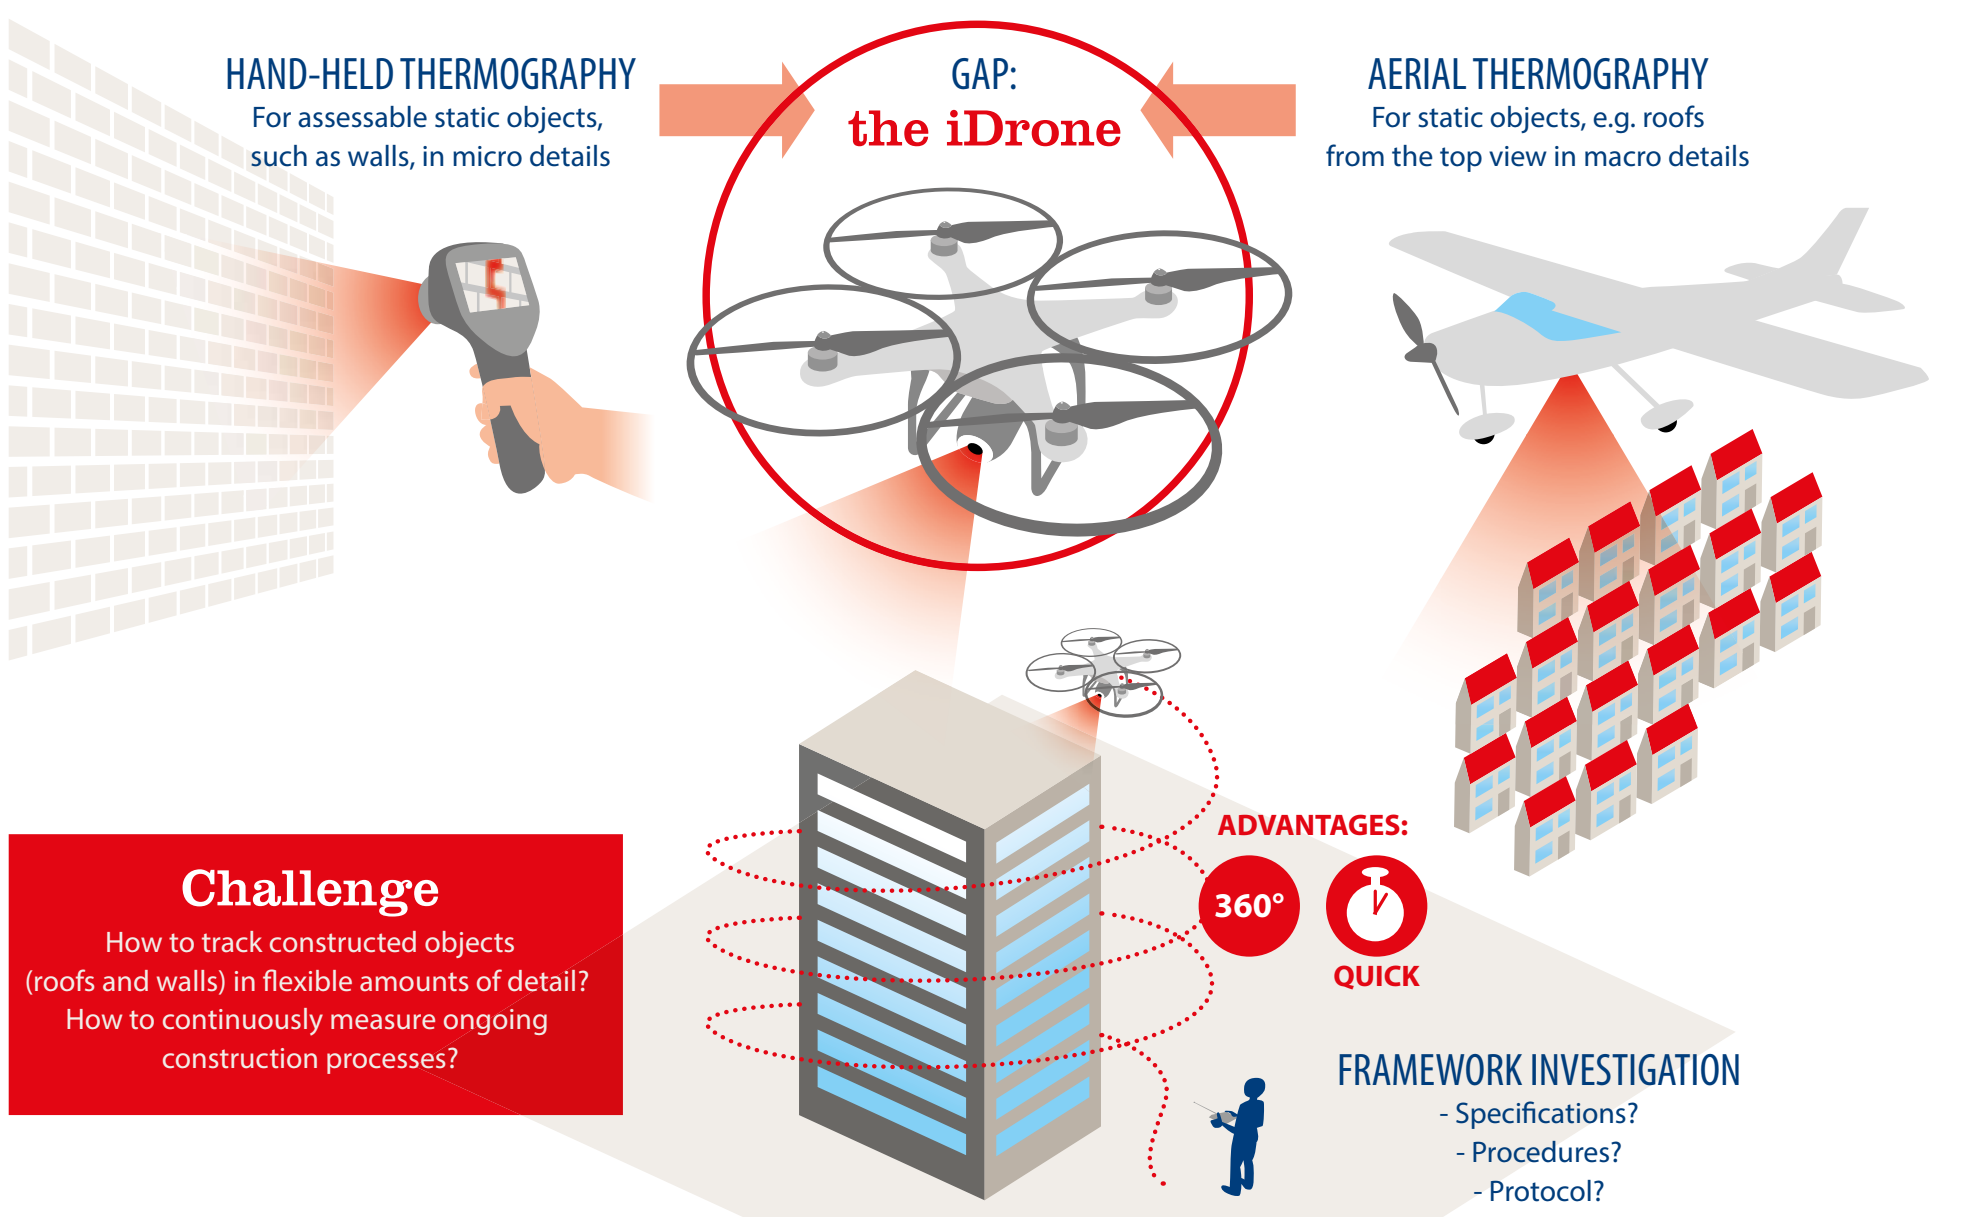 HAND-HELD THERMOGRAPHY
For assessable static objects,
such as walls, in micro details
GAP:
the iDrone
AERIAL THERMOGRAPHY
For static objects, e.g. roofs
from the top view in macro details
Challenge
How to track constructed objects
(roofs and walls) in flexible amounts of detail?
How to continuously measure ongoing
construction processes?
ADVANTAGES:
360°
QUICK
FRAMEWORK INVESTIGATION
- Specifications?
- Procedures?
- Protocol?